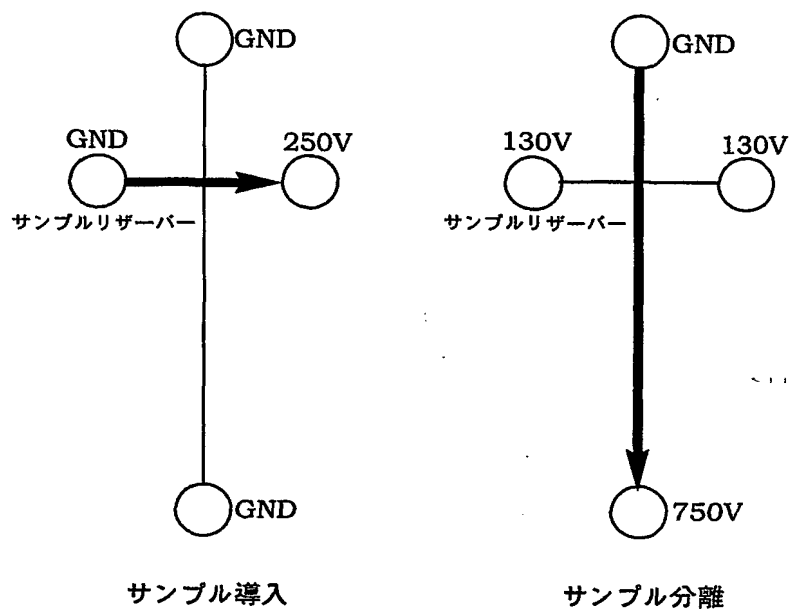 GND
GND
250V
サンプルリザーバー
GND
サンプル導入
GND
130V
130V
サンプルリザーバー
750V
サンプル分離